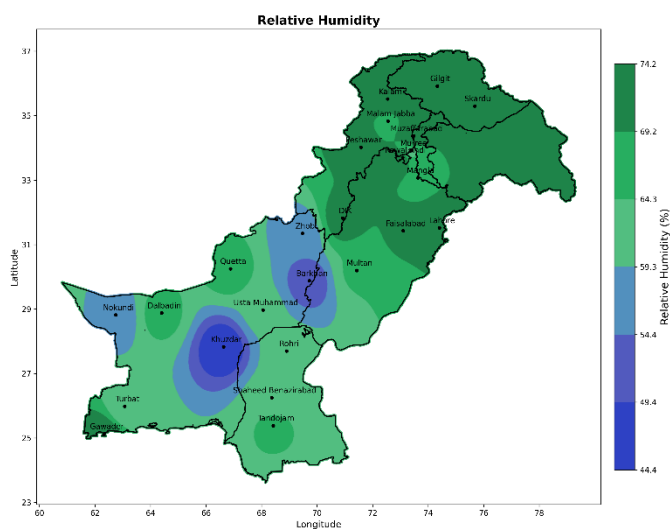 Relative Humidity
37
35
33
31
29
27
25
23
Latitude
Gilgit
Kalam
Skardu
Malam Jabba
Muzaffarabad
Peshawar
Murree
Mangla
DIK
Lahore
Faisalabad
Zhob
Quetta
Multan
Barkhan
Usta Muhammad
Dalbadin
Nokundi
Khuzdar
Rohri
Shaheed Benazirabad
Turbat
Tandojam
Gawader
60
62
64
66
68
70
72
74
76
78
Longitude
74.2
69.2
64.3
59.3
54.4
49.4
44.4
Relative Humidity (%)